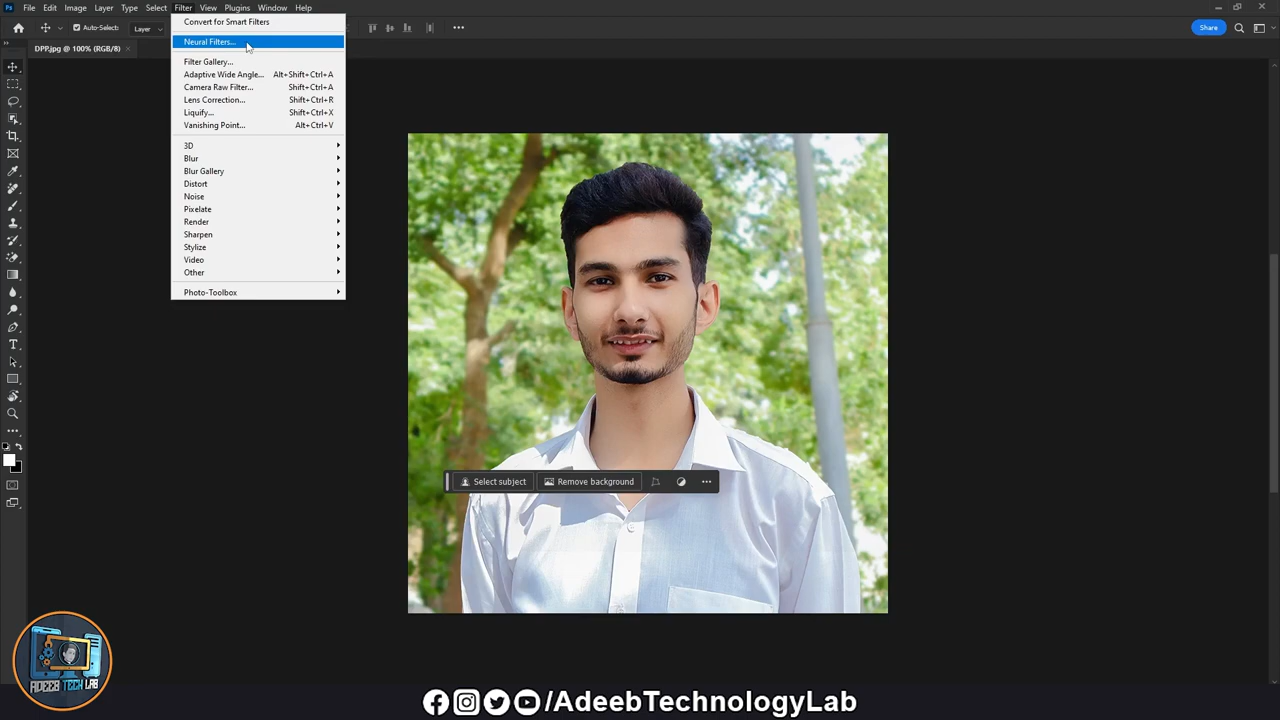 Ps File Edit Image Layer Type Select Filter View Plugins Window Help
Auto-Select: Layer
Share
DPP.jpg @ 100% (RGB/8) ×
Convert for Smart Filters
Neural Filters...
Filter Gallery...
Adaptive Wide Angle... Alt+Shift+Ctrl+A
Camera Raw Filter... Shift+Ctrl+A
Lens Correction... Shift+Ctrl+R
Liquify... Shift+Ctrl+X
Vanishing Point... Alt+Ctrl+V
3D
Blur
Blur Gallery
Distort
Noise
Pixelate
Render
Sharpen
Stylize
Video
Other
Photo-Toolbox
Select subject Remove background
ADEEB TECH LAB
/AdeebTechnologyLab